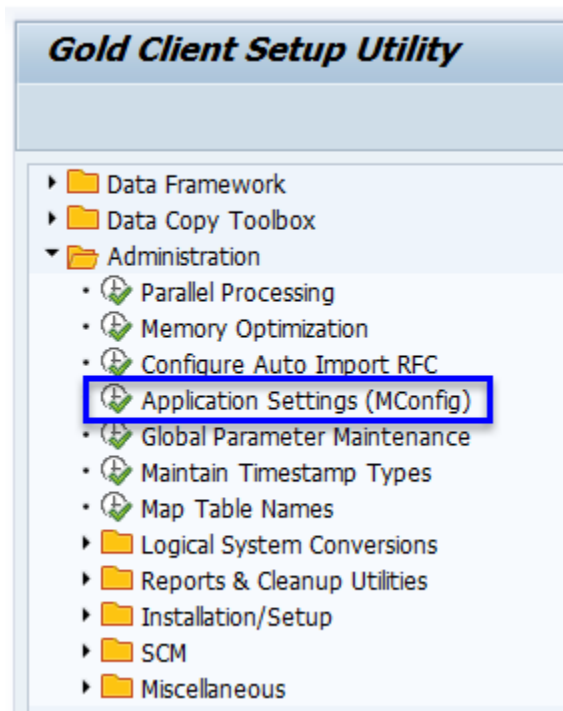 Gold Client Setup Utility
Data Framework
Data Copy Toolbox
Administration
Parallel Processing
Memory Optimization
Configure Auto Import RFC
Application Settings (MConfig)
Global Parameter Maintenance
Maintain Timestamp Types
Map Table Names
Logical System Conversions
Reports & Cleanup Utilities
Installation/Setup
SCM
Miscellaneous